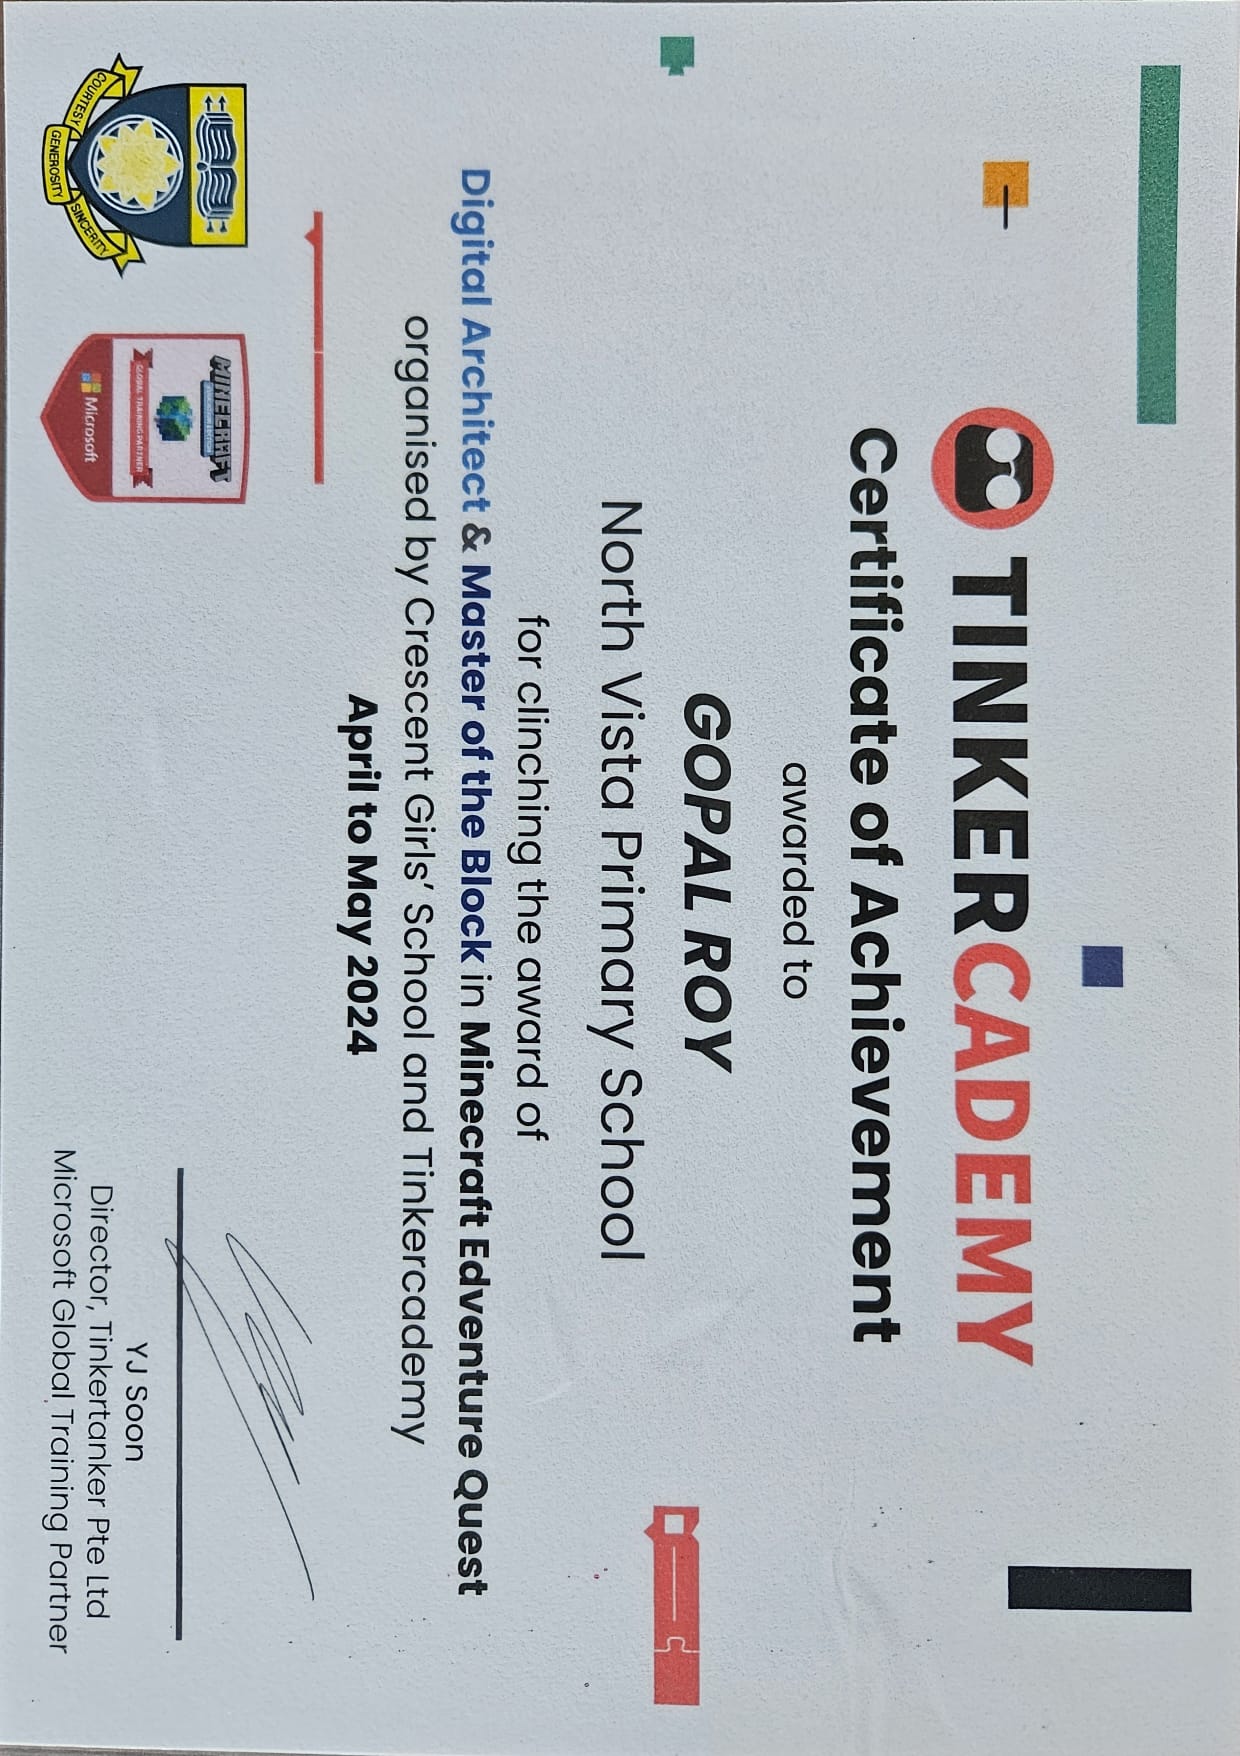 TINKERCADEMY
Certificate of Achievement
awarded to
GOPAL ROY
North Vista Primary School
for clinching the award of
Digital Architect & Master of the Block in Minecraft Edventure Quest
organised by Crescent Girls' School and Tinkercademy
April to May 2024
COURTESY
GENEROSITY
SINCERITY
MINECRAFT
EDUCATION EDITION
GLOBAL TRAINING PARTNER
Microsoft
YJ Soon
Director, Tinkertanker Pte Ltd
Microsoft Global Training Partner